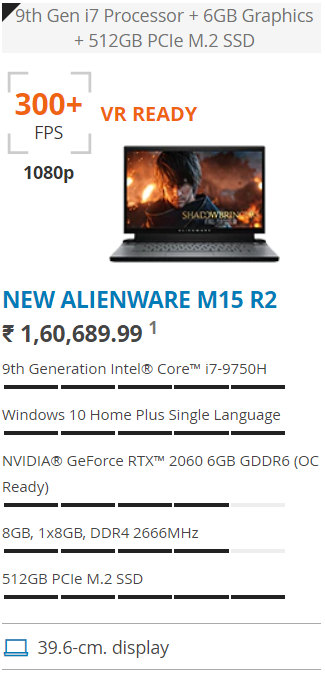 9th Gen i7 Processor + 6GB Graphics
+ 512GB PCIe M.2 SSD
300+
FPS
1080p
VR READY
SHADOWBRINGERS
ALIENWARE
NEW ALIENWARE M15 R2
₹ 1,60,689.99 1
9th Generation Intel® Core™ i7-9750H
Windows 10 Home Plus Single Language
NVIDIA® GeForce RTX™ 2060 6GB GDDR6 (OC
Ready)
8GB, 1x8GB, DDR4 2666MHz
512GB PCIe M.2 SSD
39.6-cm. display